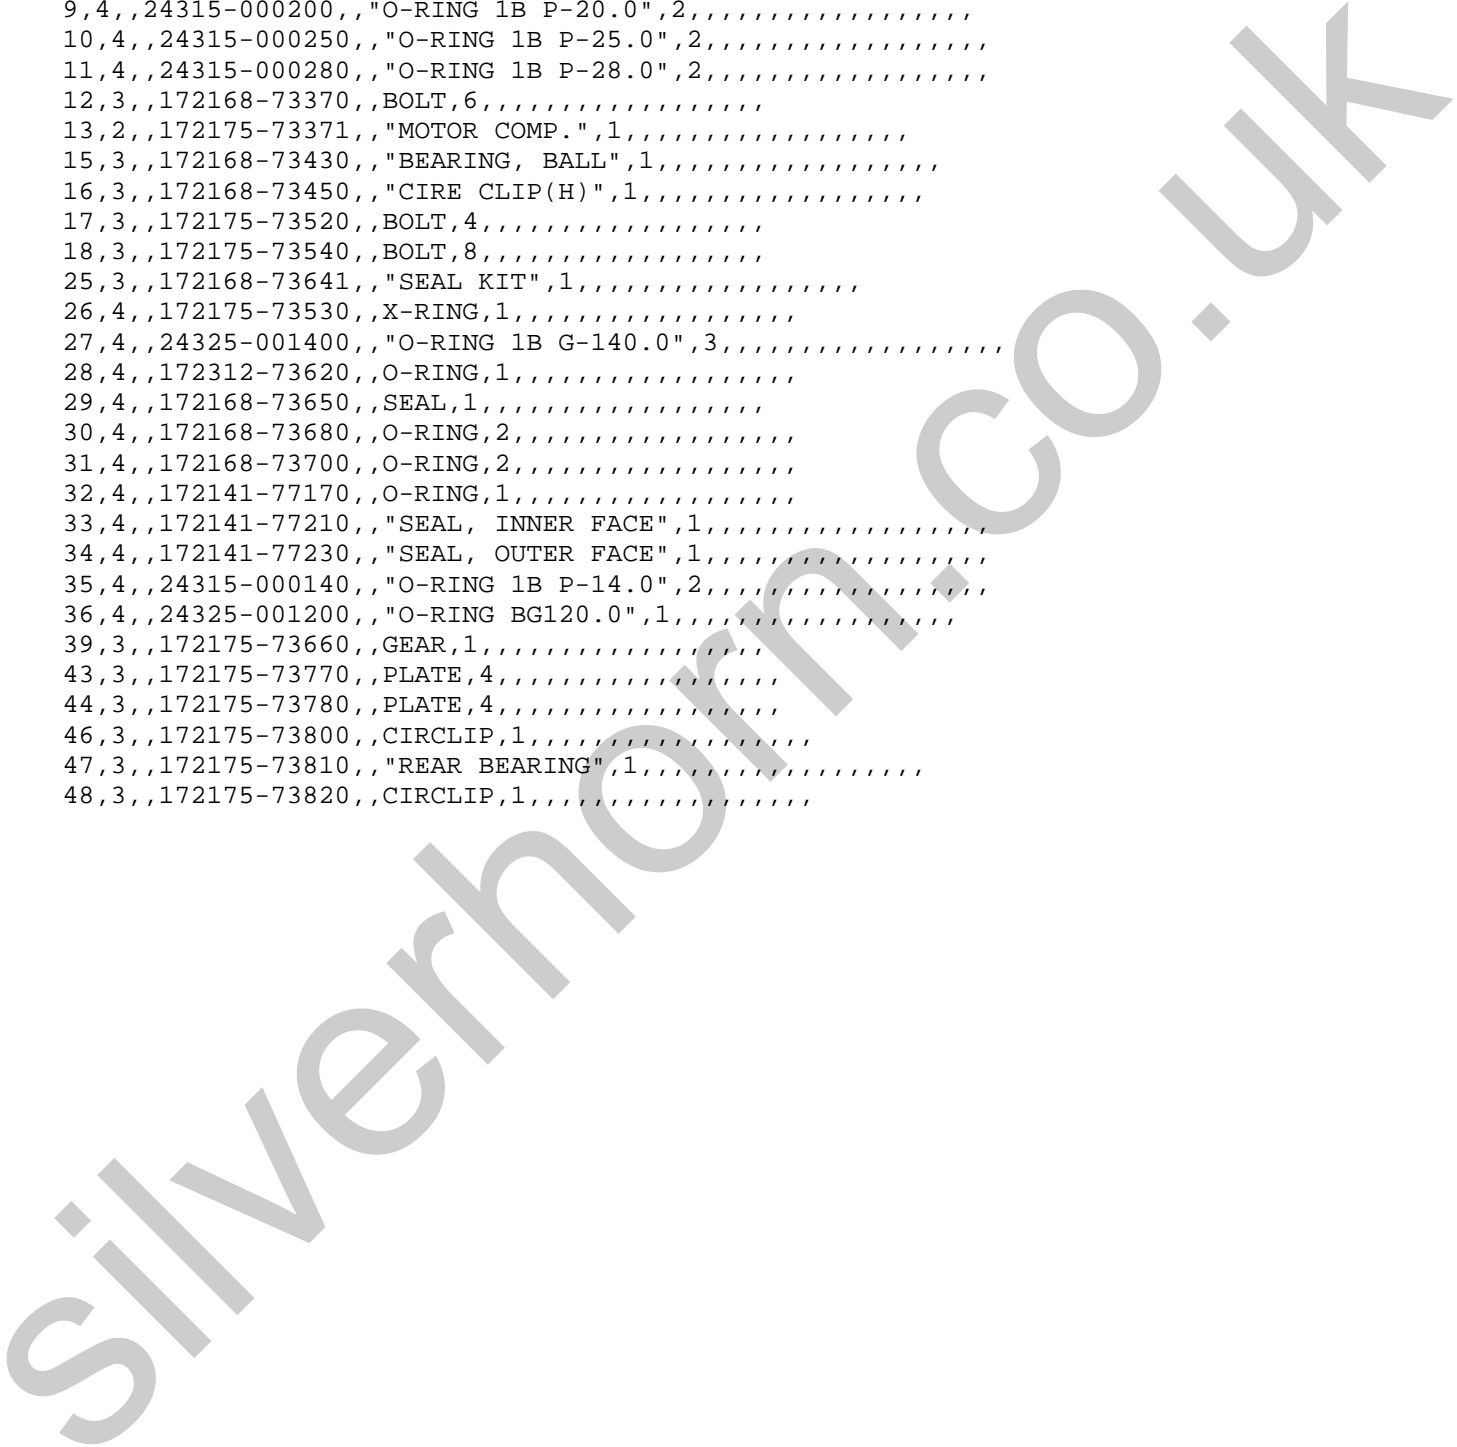 9,4,,24315-000200,,"O-RING 1B P-20.0",2,,,,,,,,,,,,,,,,,,
10,4,,24315-000250,,"O-RING 1B P-25.0",2,,,,,,,,,,,,,,,,,,
11,4,,24315-000280,,"O-RING 1B P-28.0",2,,,,,,,,,,,,,,,,,,
12,3,,172168-73370,,BOLT,6,,,,,,,,,,,,,,,,,,
13,2,,172175-73371,,"MOTOR COMP.",1,,,,,,,,,,,,,,,,,,
15,3,,172168-73430,,"BEARING, BALL",1,,,,,,,,,,,,,,,,,,
16,3,,172168-73450,,"CIRE CLIP(H)",1,,,,,,,,,,,,,,,,,,
17,3,,172175-73520,,BOLT,4,,,,,,,,,,,,,,,,,,
18,3,,172175-73540,,BOLT,8,,,,,,,,,,,,,,,,,,
25,3,,172168-73641,,"SEAL KIT",1,,,,,,,,,,,,,,,,,,
26,4,,172175-73530,,X-RING,1,,,,,,,,,,,,,,,,,,
27,4,,24325-001400,,"O-RING 1B G-140.0",3,,,,,,,,,,,,,,,,,,
28,4,,172312-73620,,O-RING,1,,,,,,,,,,,,,,,,,,
29,4,,172168-73650,,SEAL,1,,,,,,,,,,,,,,,,,,
30,4,,172168-73680,,O-RING,2,,,,,,,,,,,,,,,,,,
31,4,,172168-73700,,O-RING,2,,,,,,,,,,,,,,,,,,
32,4,,172141-77170,,O-RING,1,,,,,,,,,,,,,,,,,,
33,4,,172141-77210,,"SEAL, INNER FACE",1,,,,,,,,,,,,,,,,,,
34,4,,172141-77230,,"SEAL, OUTER FACE",1,,,,,,,,,,,,,,,,,,
35,4,,24315-000140,,"O-RING 1B P-14.0",2,,,,,,,,,,,,,,,,,,
36,4,,24325-001200,,"O-RING BG120.0",1,,,,,,,,,,,,,,,,,,
39,3,,172175-73660,,GEAR,1,,,,,,,,,,,,,,,,,,
43,3,,172175-73770,,PLATE,4,,,,,,,,,,,,,,,,,,
44,3,,172175-73780,,PLATE,4,,,,,,,,,,,,,,,,,,
46,3,,172175-73800,,CIRCLIP,1,,,,,,,,,,,,,,,,,,
47,3,,172175-73810,,"REAR BEARING",1,,,,,,,,,,,,,,,,,,
48,3,,172175-73820,,CIRCLIP,1,,,,,,,,,,,,,,,,,,
silverhorn.co.uk